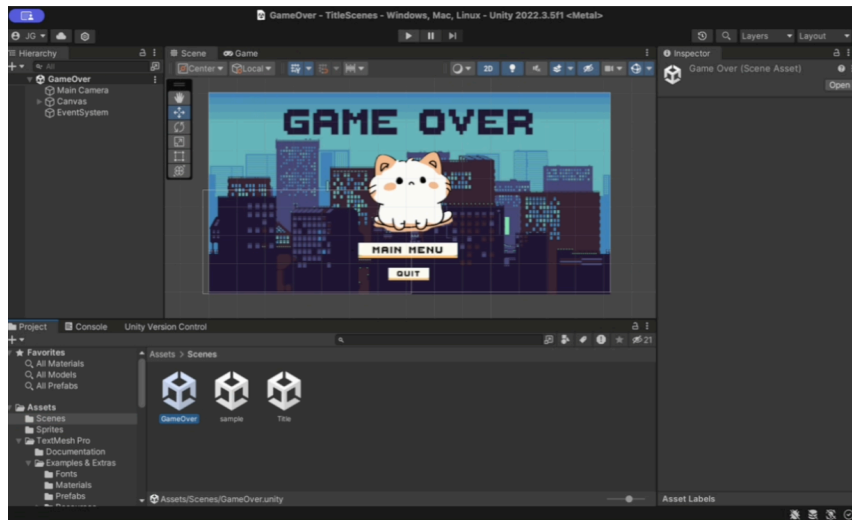 GameOver - TitleScenes - Windows, Mac, Linux - Unity 2022.3.5f1 <Metal>
JG
Layers
Layout
Hierarchy
Scene
Game
Inspector
All
Center
Local
2D
Game Over (Scene Asset)
Open
GameOver
Main Camera
Canvas
EventSystem
GAME OVER
MAIN MENU
QUIT
Project
Console
Unity Version Control
21
Favorites
All Materials
All Models
All Prefabs
Assets > Scenes
Assets
Scenes
Sprites
TextMesh Pro
Documentation
Examples & Extras
Fonts
Materials
Prefabs
GameOver
sample
Title
Assets/Scenes/GameOver.unity
Asset Labels